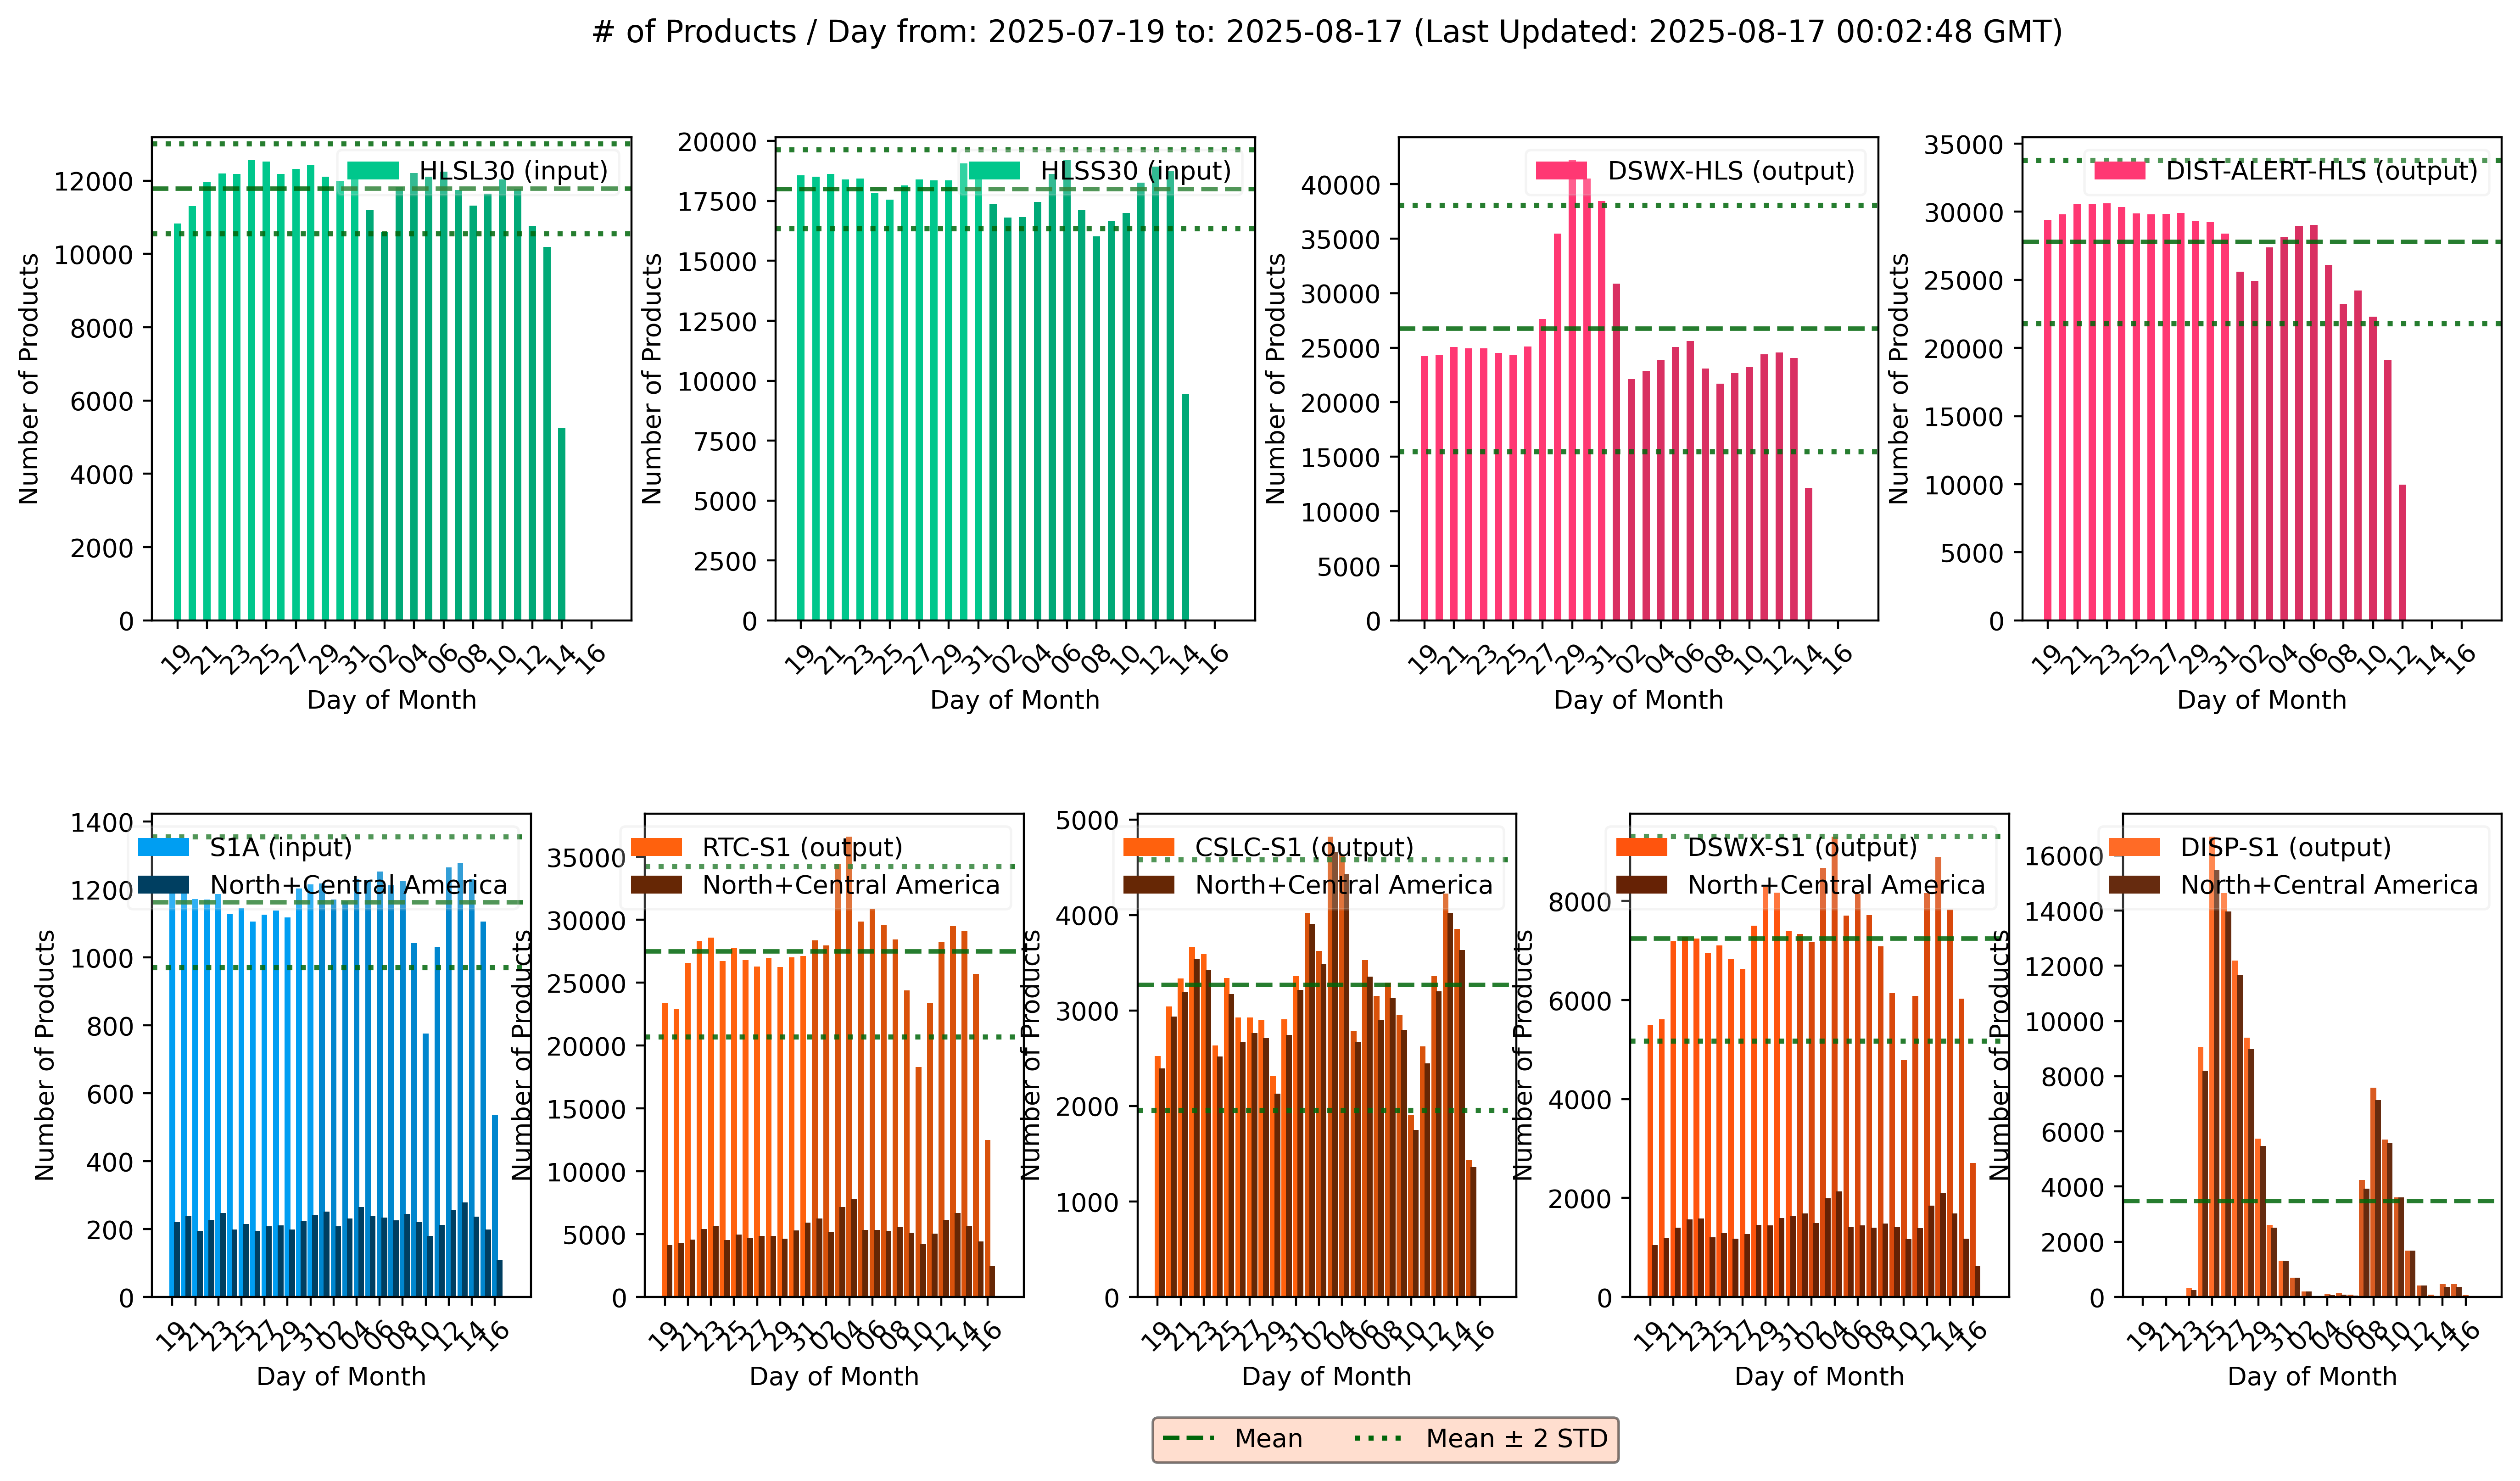 # of Products / Day from: 2025-07-19 to: 2025-08-17 (Last Updated: 2025-08-17 00:02:48 GMT)
HLSL30 (input)
Number of Products
12000
10000
8000
6000
4000
2000
0
19 21 23 25 27 29 31 02 04 06 08 10 12 14 16
Day of Month
HLSS30 (input)
Number of Products
20000
17500
15000
12500
10000
7500
5000
2500
0
19 21 23 25 27 29 31 02 04 06 08 10 12 14 16
Day of Month
DSWX-HLS (output)
Number of Products
40000
35000
30000
25000
20000
15000
10000
5000
0
19 21 23 25 27 29 31 02 04 06 08 10 12 14 16
Day of Month
DIST-ALERT-HLS (output)
Number of Products
35000
30000
25000
20000
15000
10000
5000
0
19 21 23 25 27 29 31 02 04 06 08 10 12 14 16
Day of Month
S1A (input)
North+Central America
Number of Products
1400
1200
1000
800
600
400
200
0
19 21 23 25 27 29 31 02 04 06 08 10 12 14 16
Day of Month
RTC-S1 (output)
North+Central America
Number of Products
35000
30000
25000
20000
15000
10000
5000
0
19 21 23 25 27 29 31 02 04 06 08 10 12 14 16
Day of Month
CSLC-S1 (output)
North+Central America
Number of Products
5000
4000
3000
2000
1000
0
19 21 23 25 27 29 31 02 04 06 08 10 12 14 16
Day of Month
DSWX-S1 (output)
North+Central America
Number of Products
8000
6000
4000
2000
0
19 21 23 25 27 29 31 02 04 06 08 10 12 14 16
Day of Month
DISP-S1 (output)
North+Central America
Number of Products
16000
14000
12000
10000
8000
6000
4000
2000
0
19 21 23 25 27 29 31 02 04 06 08 10 12 14 16
Day of Month
Mean
Mean ± 2 STD